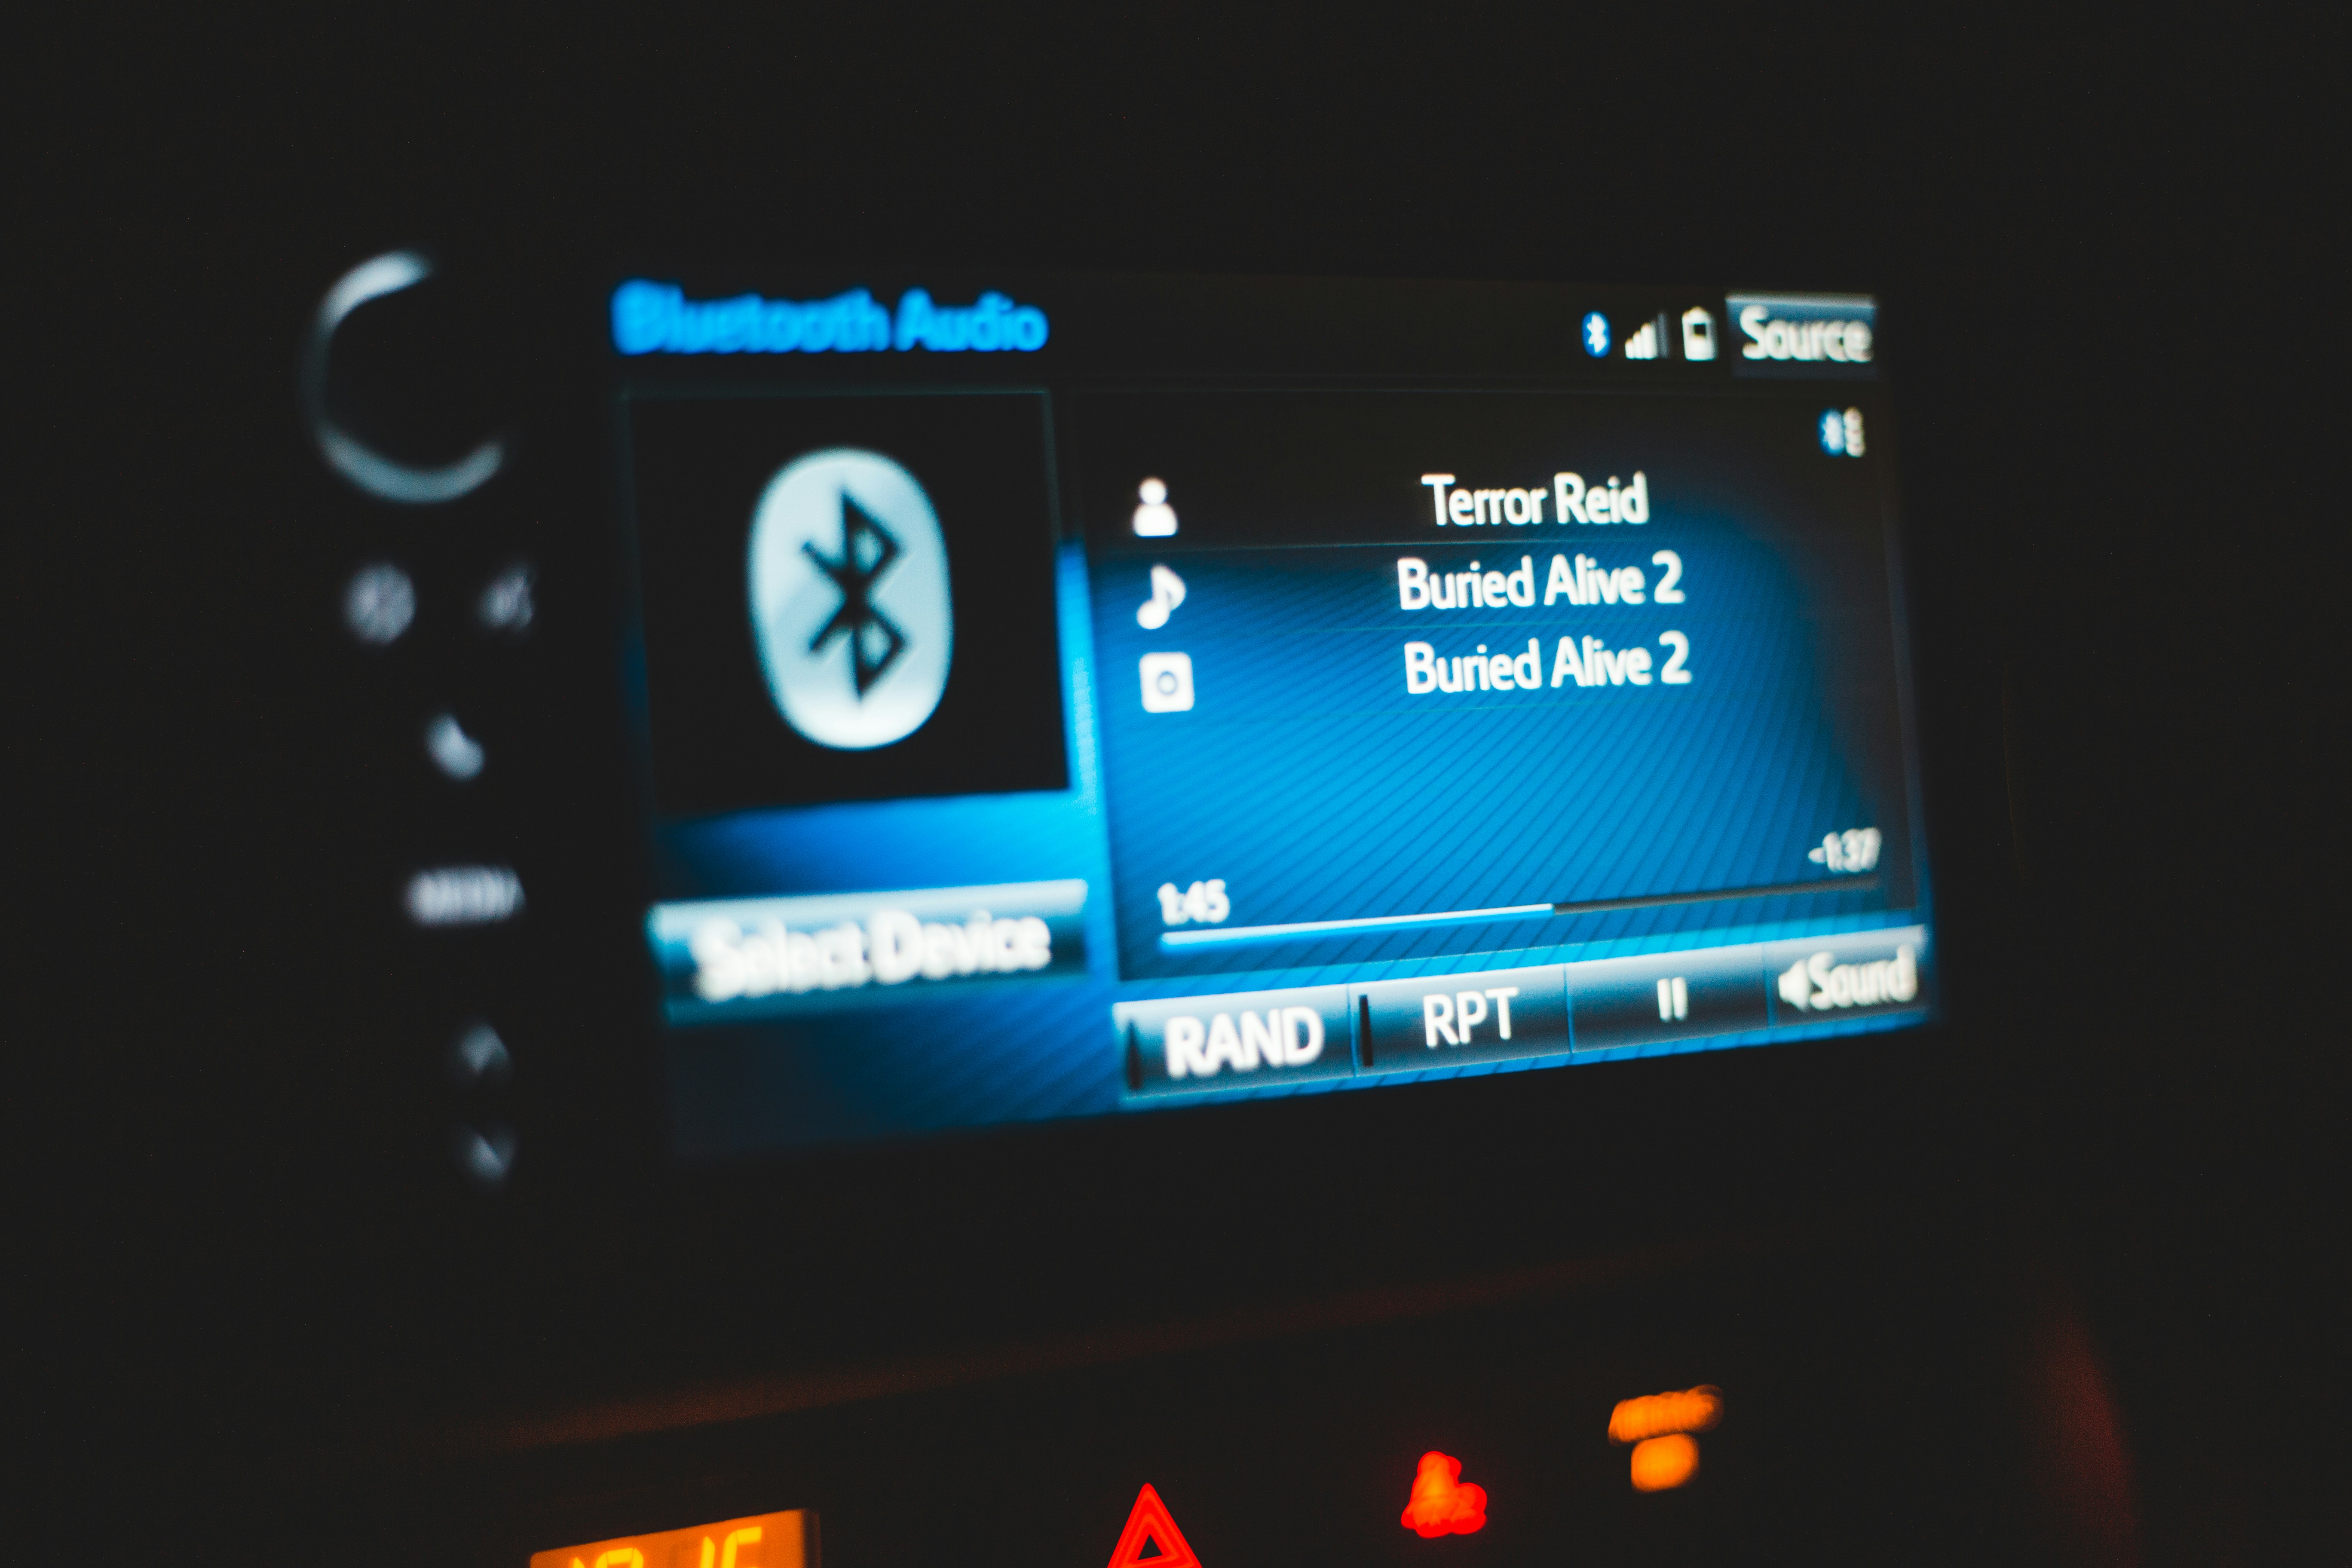 Bluetooth Audio
Source
Terror Reid
Buried Alive 2
Buried Alive 2
1:45
-1:37
Select Device
RAND
RPT
Sound
MEDIA